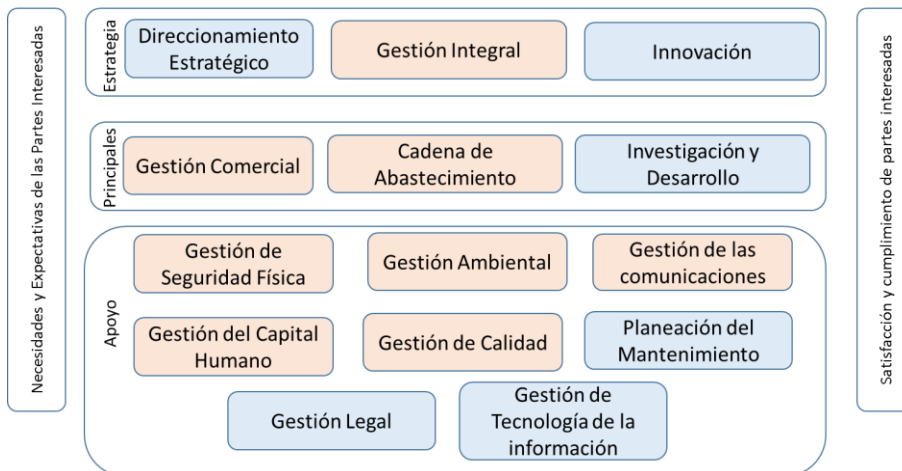 Necesidades y Expectativas de las Partes Interesadas
Estrategia
Direccionamiento
Estratégico
Gestión Integral
Innovación
Principales
Gestión Comercial
Cadena de
Abastecimiento
Investigación y
Desarrollo
Apoyo
Gestión de
Seguridad Física
Gestión Ambiental
Gestión de las
comunicaciones
Gestión del Capital
Humano
Gestión de Calidad
Planeación del
Mantenimiento
Gestión Legal
Gestión de
Tecnología de la
información
Satisfacción y cumplimiento de partes interesadas